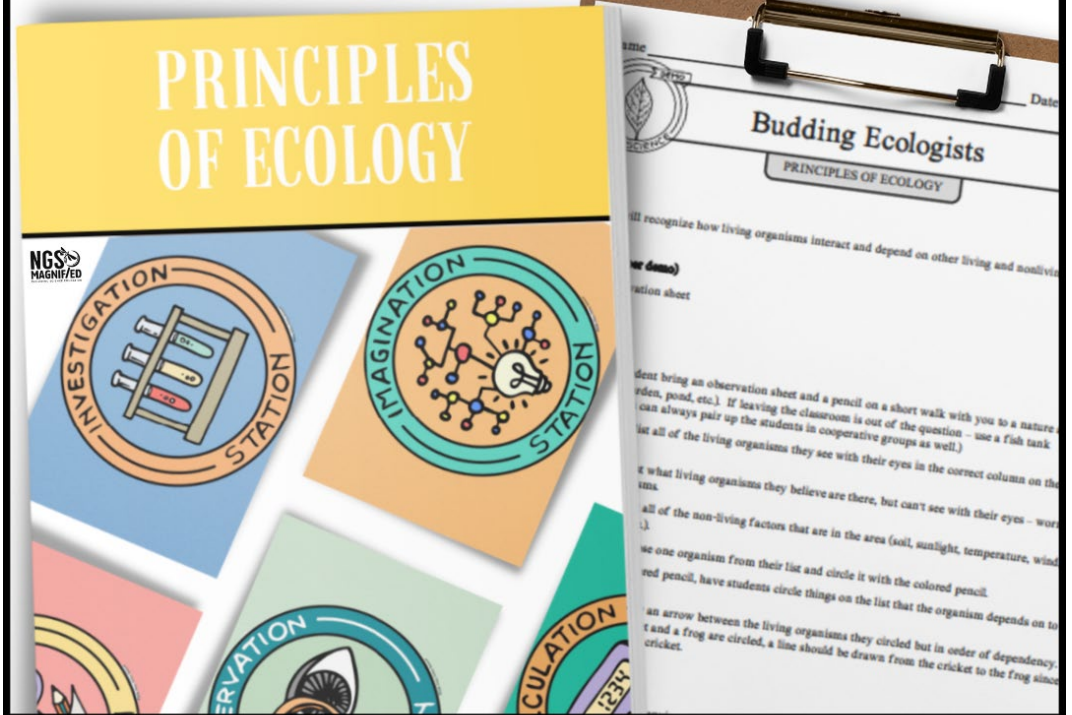 PRINCIPLES
OF ECOLOGY
NGS
MAGNIFIED
INVESTIGATION
STATION
IMAGINATION
STATION
ERVATION
CULATION
1234
ame
Date
DEMO
SCIENCE
Budding Ecologists
PRINCIPLES OF ECOLOGY
ill recognize how living organisms interact and depend on other living and nonlivin
er demo)
vation sheet
dent bring an observation sheet and a pencil on a short walk with you to a nature a
rden, pond, etc.). If leaving the classroom is out of the question – use a fish tank
can always pair up the students in cooperative groups as well.)
list all of the living organisms they see with their eyes in the correct column on the
t what living organisms they believe are there, but can't see with their eyes – wor
sms.
all of the non-living factors that are in the area (soil, sunlight, temperature, wind
.).
se one organism from their list and circle it with the colored pencil.
red pencil, have students circle things on the list that the organism depends on to
an arrow between the living organisms they circled but in order of dependency.
t and a frog are circled, a line should be drawn from the cricket to the frog since
cricket.